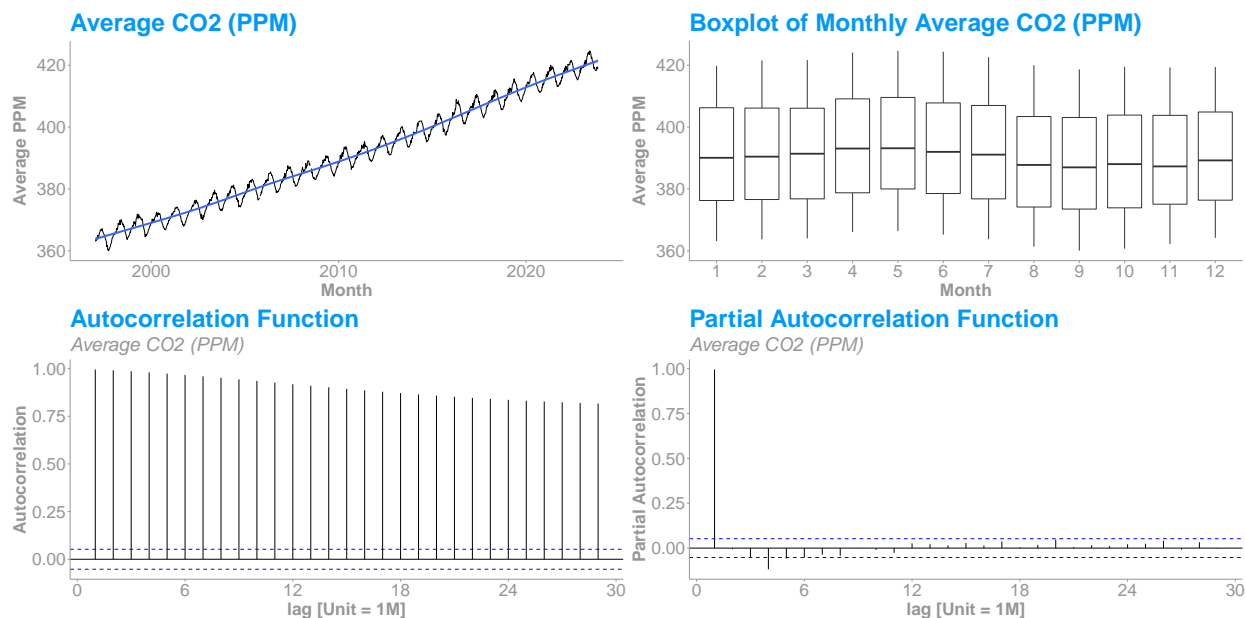 Average CO2 (PPM)
Average PPM
420
400
380
360
2000 2010 2020
Month
Boxplot of Monthly Average CO2 (PPM)
Average PPM
420
400
380
360
1 2 3 4 5 6 7 8 9 10 11 12
Month
Autocorrelation Function
Average CO2 (PPM)
Autocorrelation
1.00
0.75
0.50
0.25
0.00
0 6 12 18 24 30
lag [Unit = 1M]
Partial Autocorrelation Function
Average CO2 (PPM)
Partial Autocorrelation
1.00
0.75
0.50
0.25
0.00
0 6 12 18 24 30
lag [Unit = 1M]